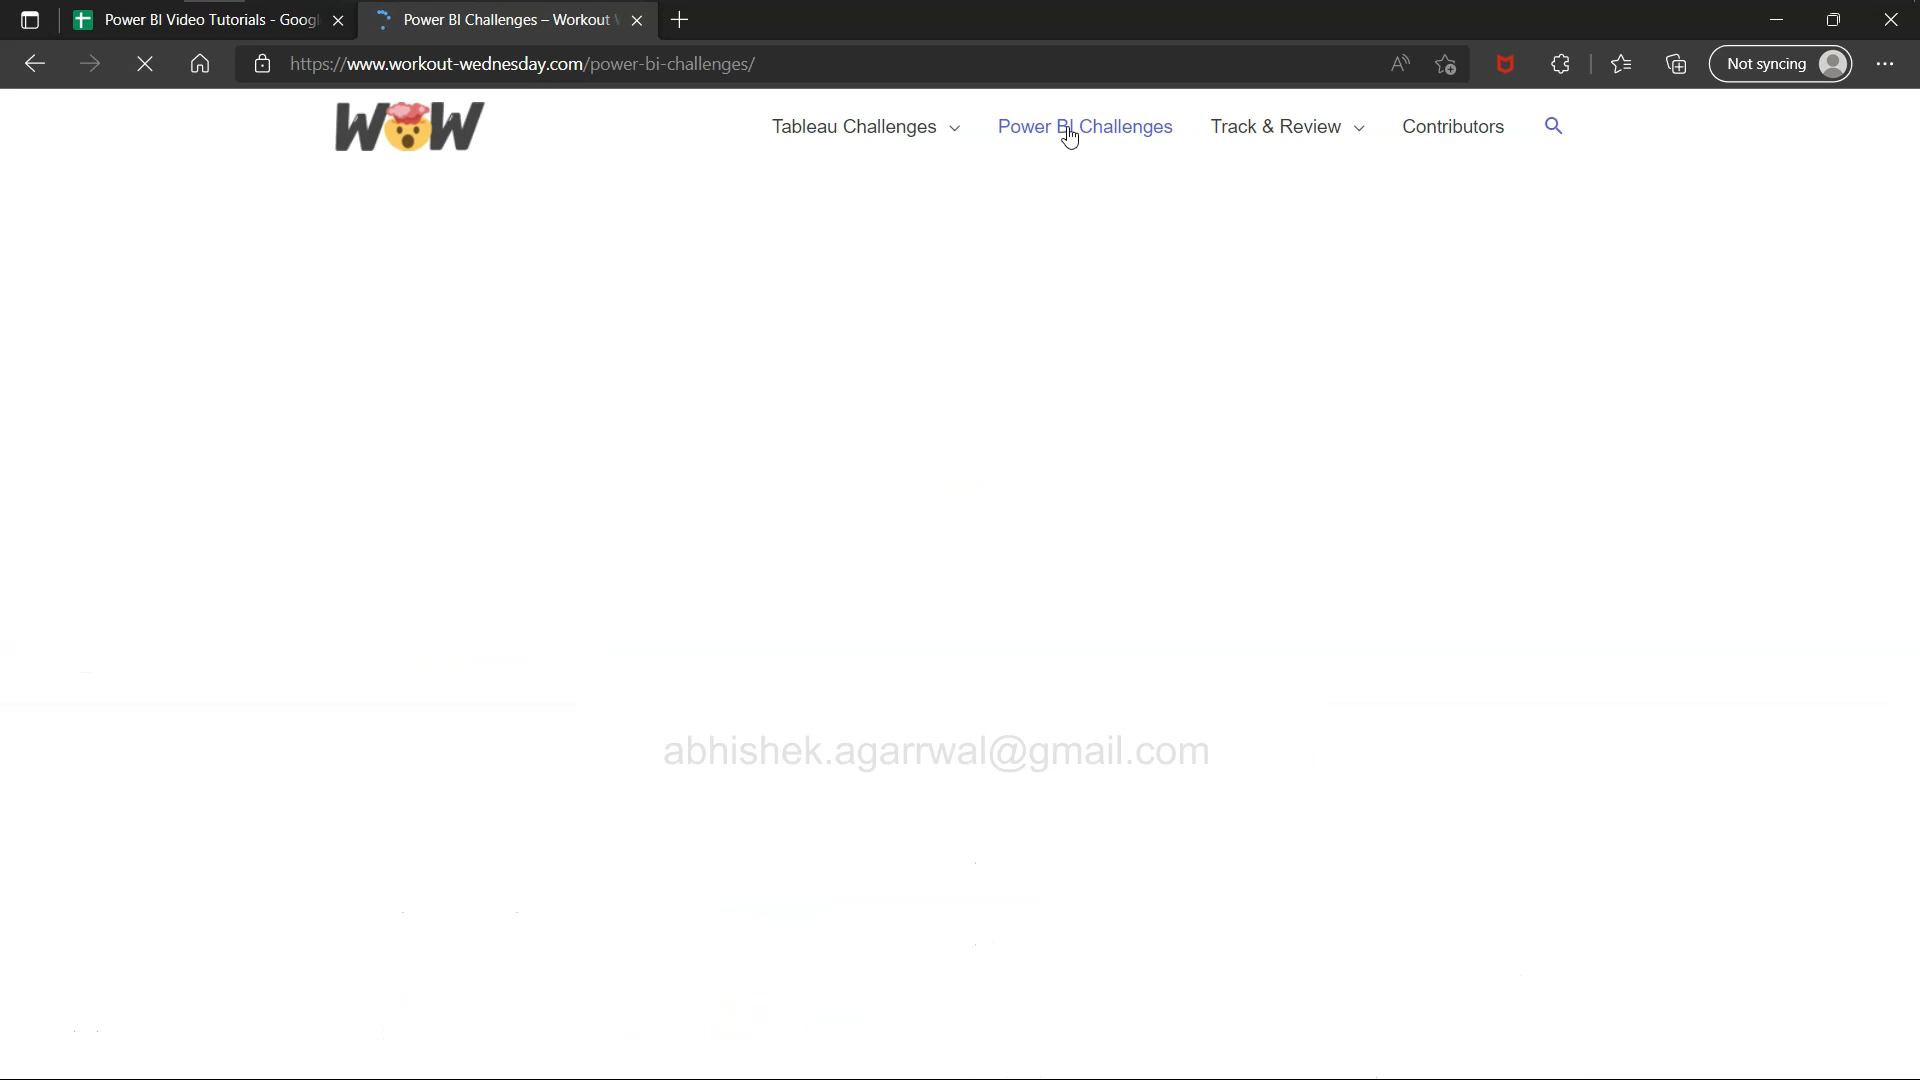 Power BI Video Tutorials - Googl
Power BI Challenges – Workout
https://www.workout-wednesday.com/power-bi-challenges/
Not syncing
WOW
Tableau Challenges
Power BI Challenges
Track & Review
Contributors
abhishek.agarrwal@gmail.com